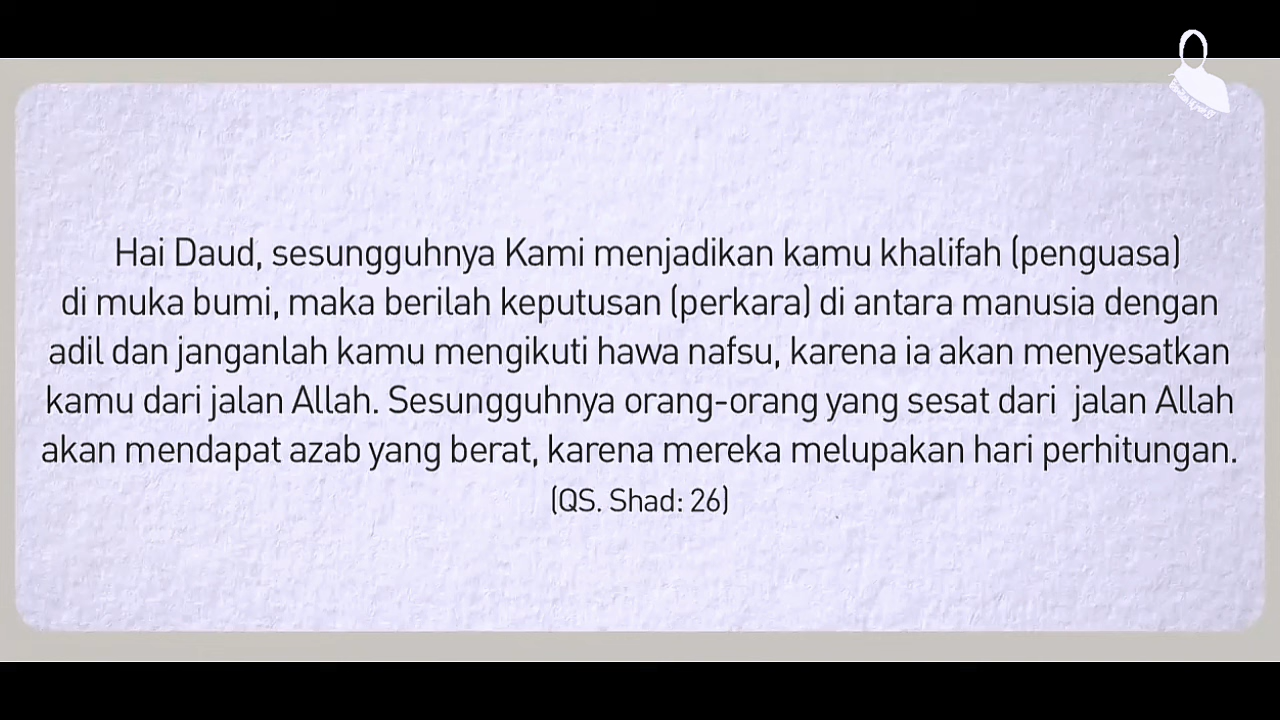 Hai Daud, sesungguhnya Kami menjadikan kamu khalifah (penguasa)
di muka bumi, maka berilah keputusan (perkara) di antara manusia dengan
adil dan janganlah kamu mengikuti hawa nafsu, karena ia akan menyesatkan
kamu dari jalan Allah. Sesungguhnya orang-orang yang sesat dari jalan Allah
akan mendapat azab yang berat, karena mereka melupakan hari perhitungan.
(QS. Shad: 26)